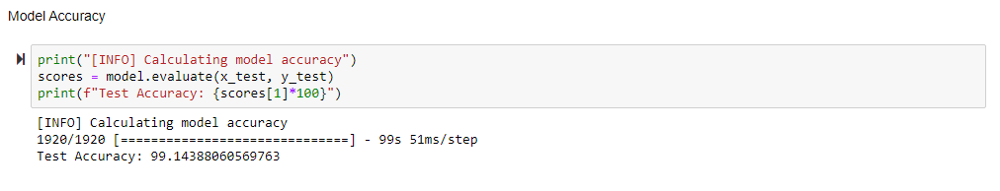 Model Accuracy
print("[INFO] Calculating model accuracy")
scores = model.evaluate(x_test, y_test)
print(f"Test Accuracy: {scores[1]*100}")
[INFO] Calculating model accuracy
1920/1920 [==============================] - 99s 51ms/step
Test Accuracy: 99.14388060569763